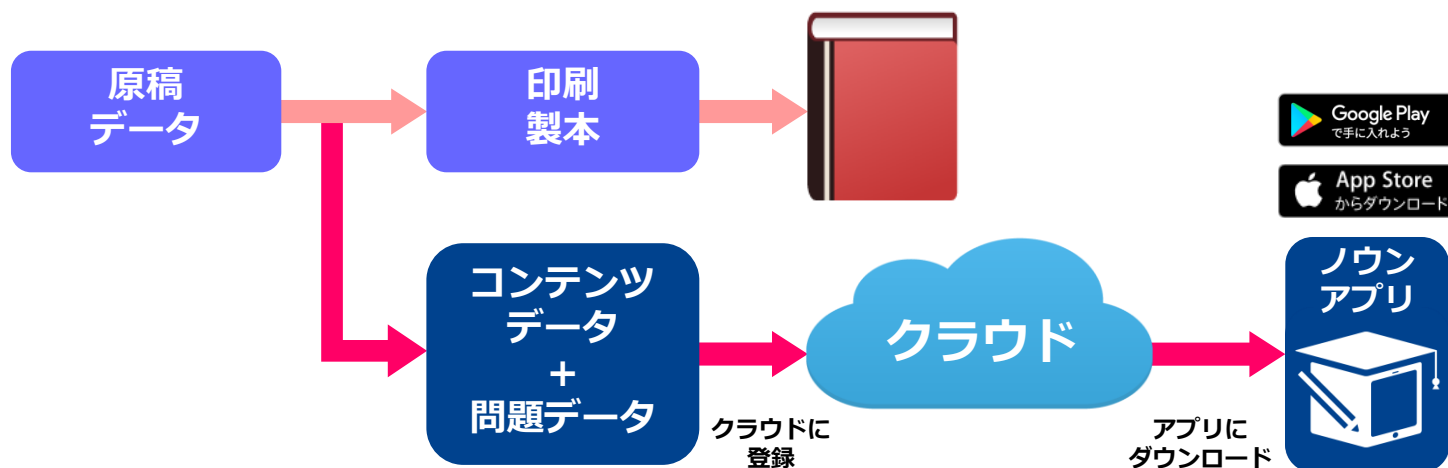 原稿
データ
印刷
製本
Google Play
で手に入れよう
App Store
からダウンロード
コンテンツ
データ
+
問題データ
クラウドに
登録
クラウド
アプリに
ダウンロード
ノウン
アプリ